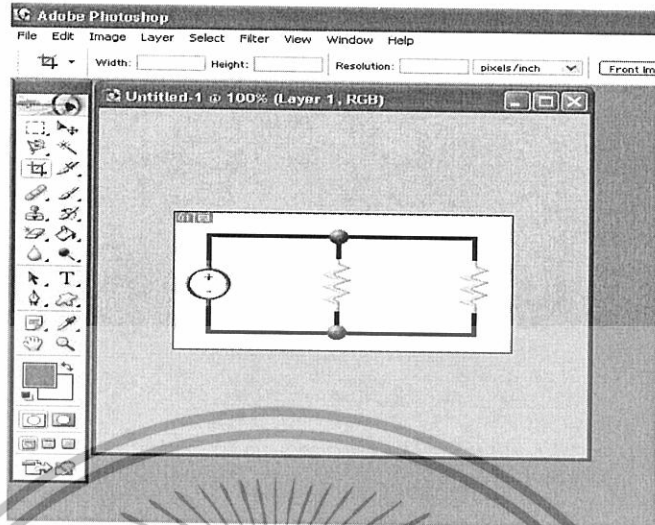 Adobe Photoshop
File Edit Image Layer Select Filter View Window Help
Width: Height: Resolution: pixels/inch Front Im
Untitled-1 @ 100% (Layer 1, RGB)
01
+
-
T